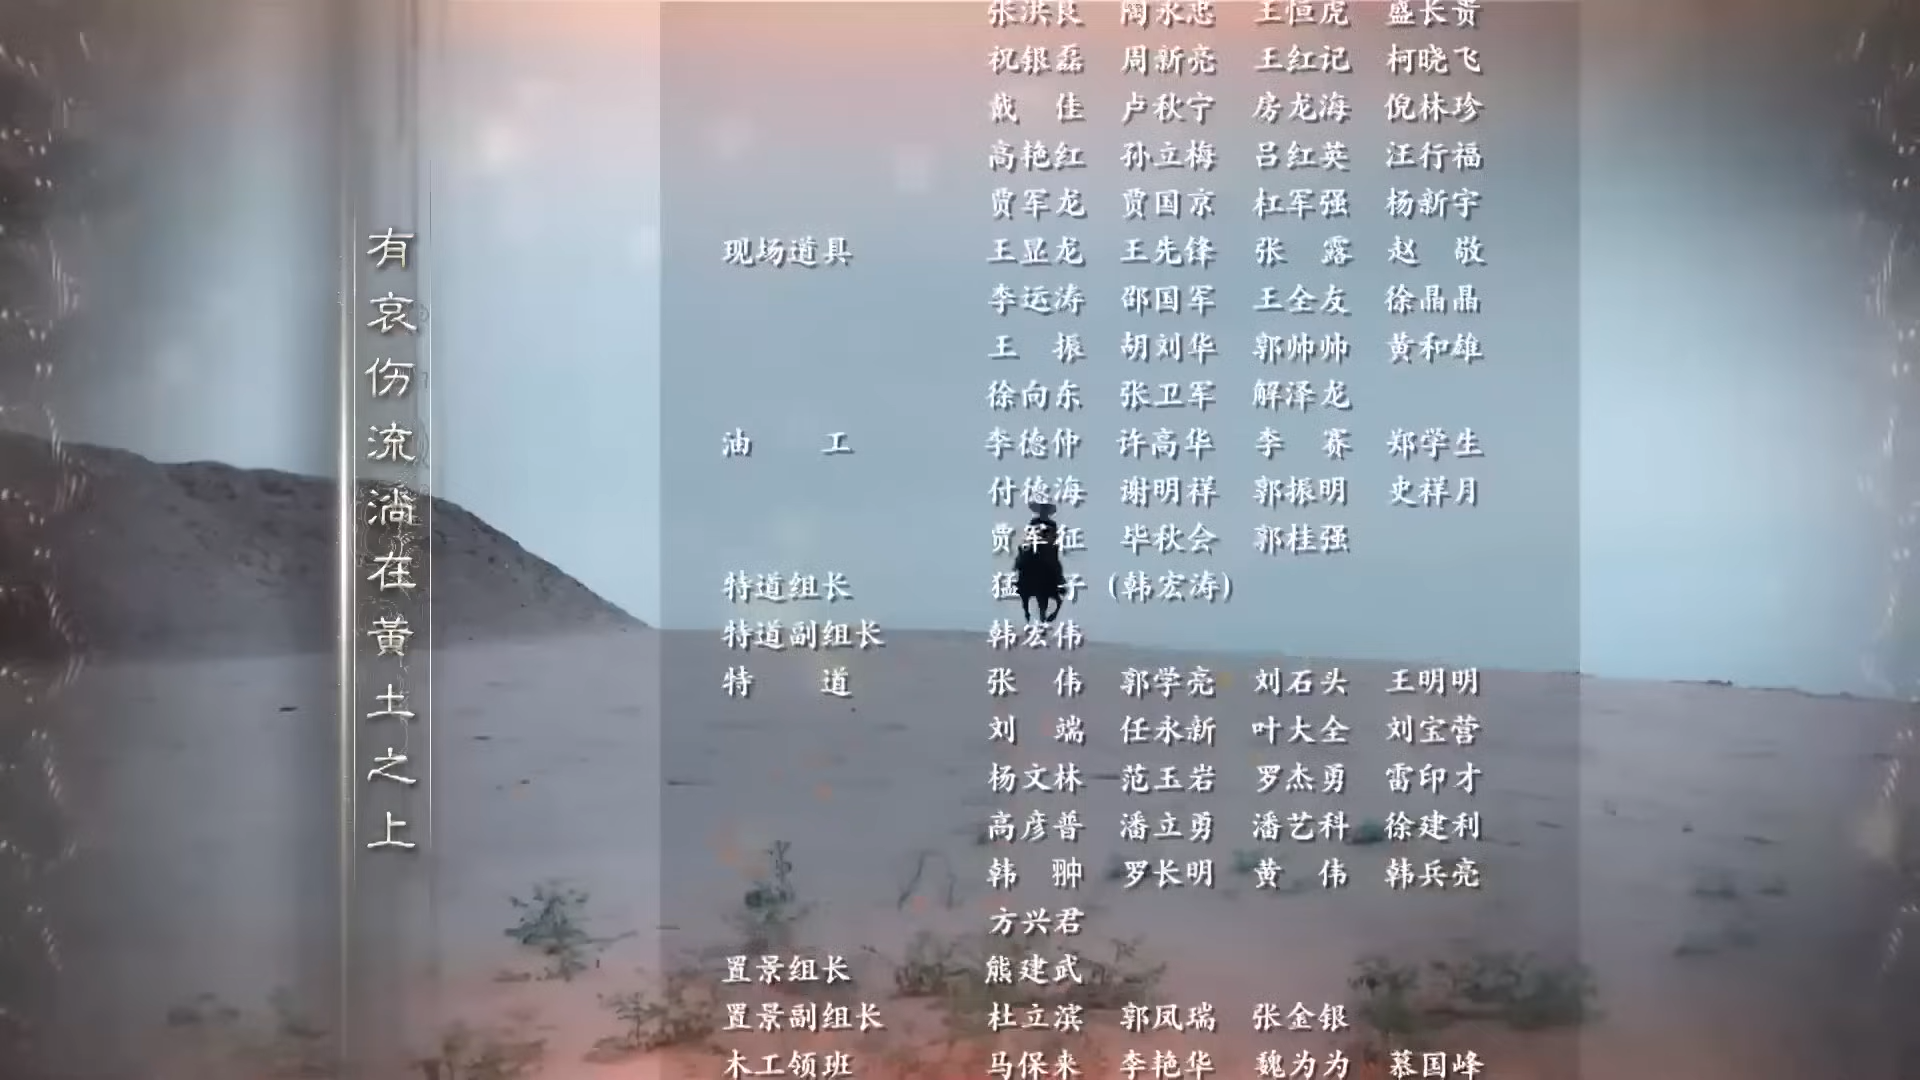 有哀伤流淌在黄土之上
张洪良 陶永忠 王恒虎 盛长贵
祝银磊 周新亮 王红记 柯晓飞
戴 佳 卢秋宁 房龙海 倪林珍
高艳红 孙立梅 吕红英 汪行福
贾军龙 贾国京 杜军强 杨新宇
现场道具 王显龙 王先锋 张 露 赵 敬
李运涛 邵国军 王全友 徐晶晶
王 振 胡刘华 郭帅帅 黄和雄
徐向东 张卫军 解泽龙
油 工 李德仲 许高华 李 赛 郑学生
付德海 谢明祥 郭振明 史祥月
贾军征 毕秋会 郭桂强
特道组长 猛 子（韩宏涛）
特道副组长 韩宏伟
特 道 张 伟 郭学亮 刘石头 王明明
刘 端 任永新 叶大全 刘宝营
杨文林 范玉岩 罗杰勇 雷印才
高彦普 潘立勇 潘艺科 徐建利
韩 翀 罗长明 黄 伟 韩兵亮
方兴君
置景组长 熊建武
置景副组长 杜立滨 郭凤瑞 张金银
木工领班 马保来 李艳华 魏为为 慕国峰